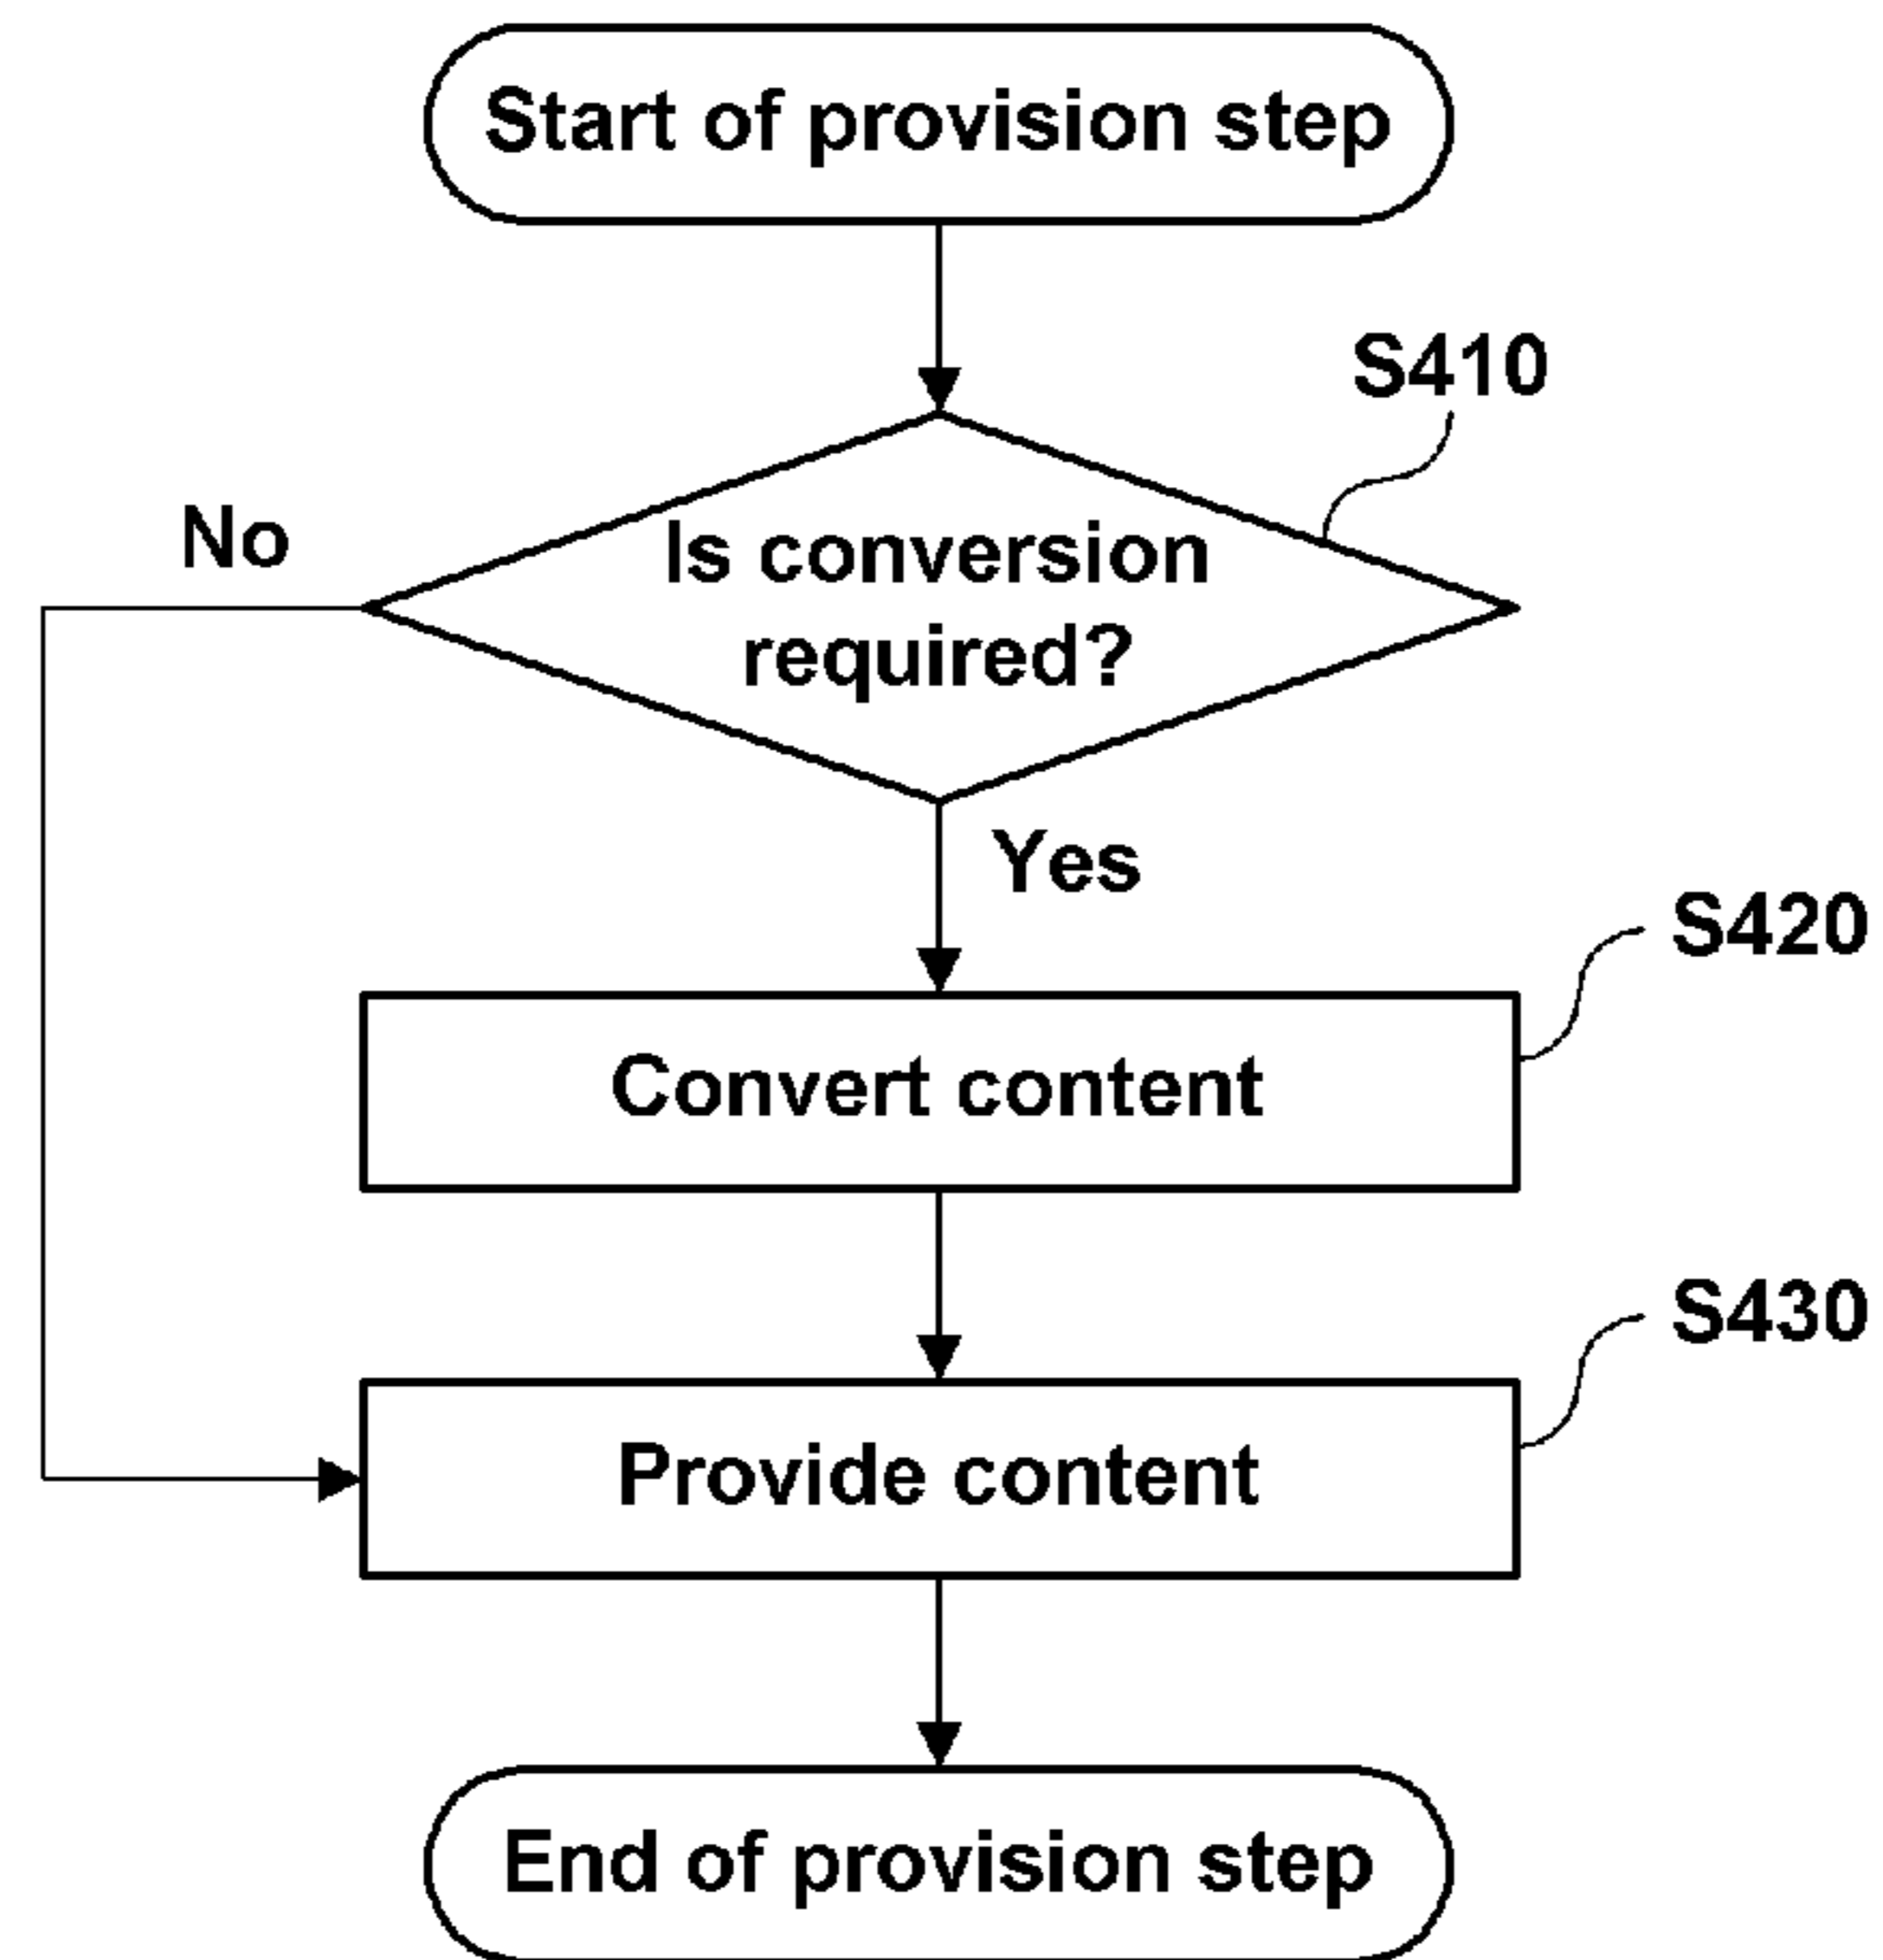 Start of provision step
S410
No
Is conversion
required?
Yes
S420
Convert content
S430
Provide content
End of provision step